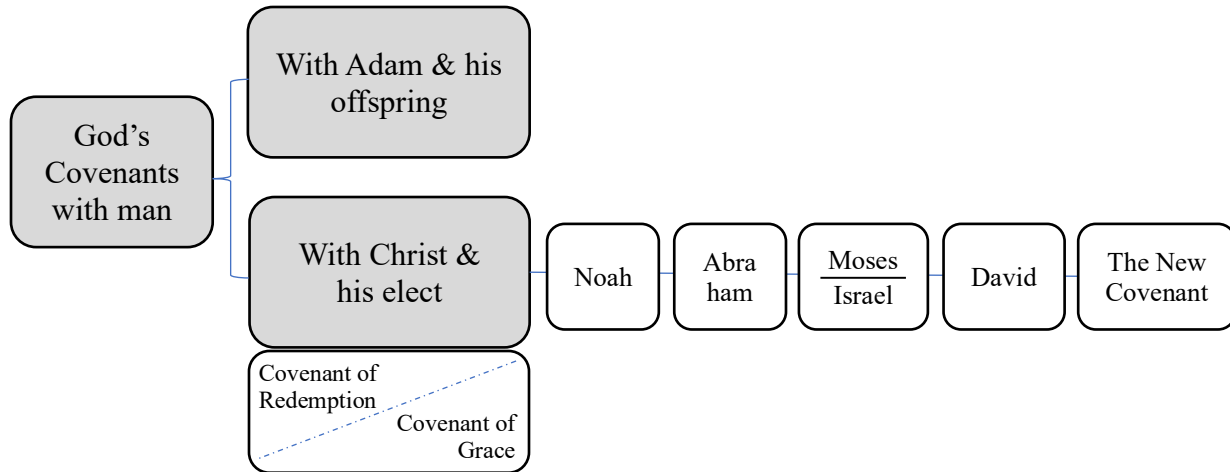 God’s
Covenants
with man
With Adam & his
offspring
With Christ &
his elect
Covenant of
Redemption
Covenant of
Grace
Noah
Abra
ham
Moses
Israel
David
The New
Covenant